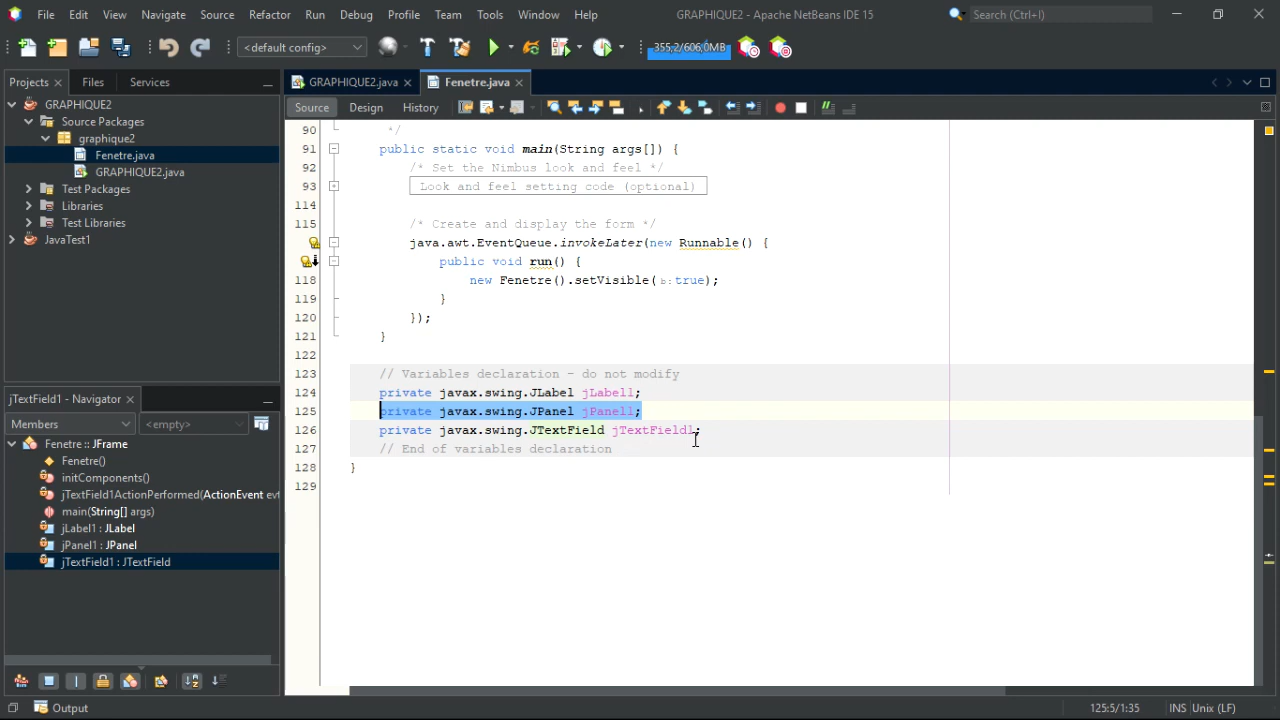 File Edit View Navigate Source Refactor Run Debug Profile Team Tools Window Help GRAPHIQUE2 - Apache NetBeans IDE 15 Search (Ctrl+I)
<default config> 355,2/606,0MB
Projects Files Services GRAPHIQUE2.java Fenetre.java
Source Design History
GRAPHIQUE2
Source Packages
graphique2
Fenetre.java
GRAPHIQUE2.java
Test Packages
Libraries
Test Libraries
JavaTest1
90 */
91 public static void main(String args[]) {
92 /* Set the Nimbus look and feel */
93 Look and feel setting code (optional)
114
115 /* Create and display the form */
java.awt.EventQueue.invokeLater(new Runnable() {
public void run() {
118 new Fenetre().setVisible(b:true);
119 }
120 });
121 }
122
123 // Variables declaration - do not modify
124 private javax.swing.JLabel jLabel1;
125 private javax.swing.JPanel jPanel1;
126 private javax.swing.JTextField jTextField1;
127 // End of variables declaration
128 }
129
jTextField1 - Navigator
Members <empty>
Fenetre :: JFrame
Fenetre()
initComponents()
jTextField1ActionPerformed(ActionEvent evt
main(String[] args)
jLabel1 : JLabel
jPanel1 : JPanel
jTextField1 : JTextField
Output 125:5/1:35 INS Unix (LF)